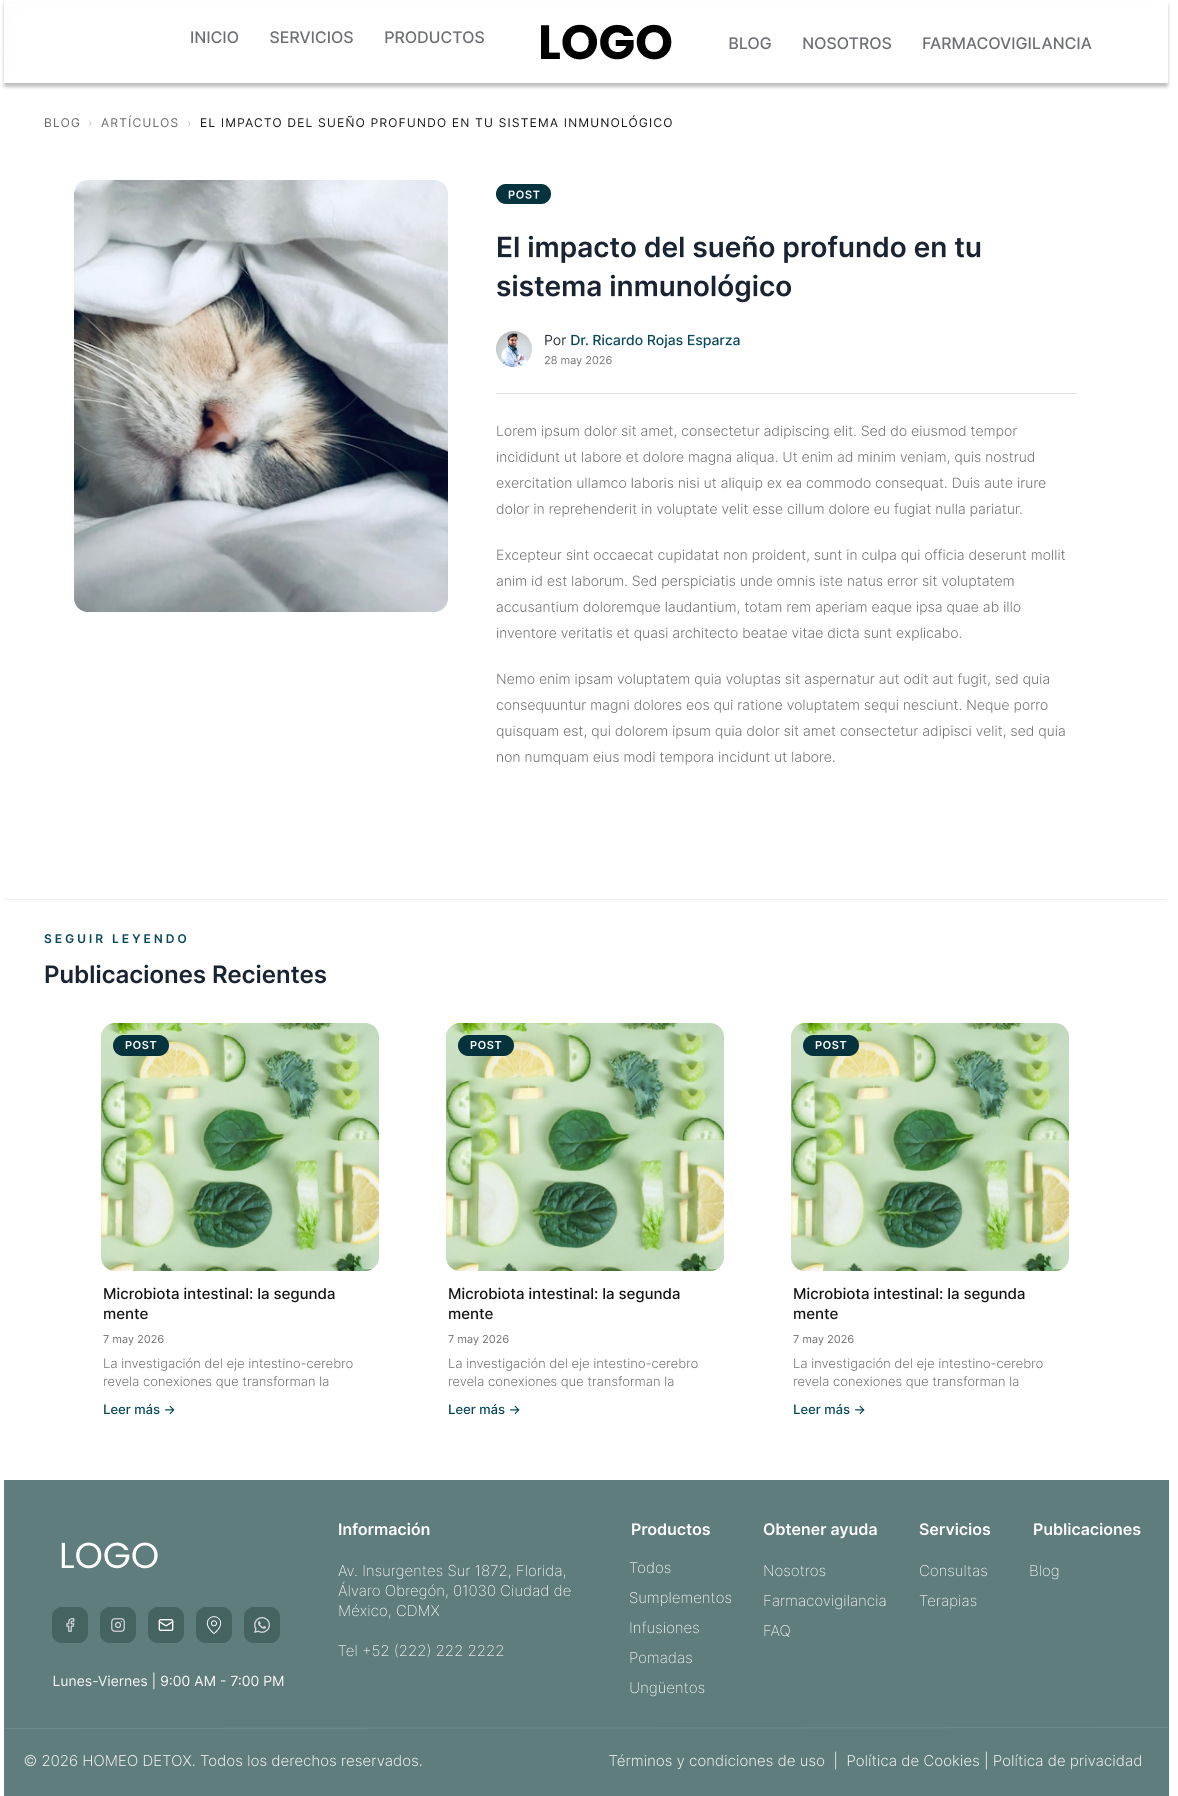 INICIO SERVICIOS PRODUCTOS LOGO BLOG NOSOTROS FARMACOVIGILANCIA
BLOG › ARTÍCULOS › EL IMPACTO DEL SUEÑO PROFUNDO EN TU SISTEMA INMUNOLÓGICO
POST
El impacto del sueño profundo en tu
sistema inmunológico
Por Dr. Ricardo Rojas Esparza
28 may 2026
Lorem ipsum dolor sit amet, consectetur adipiscing elit. Sed do eiusmod tempor
incididunt ut labore et dolore magna aliqua. Ut enim ad minim veniam, quis nostrud
exercitation ullamco laboris nisi ut aliquip ex ea commodo consequat. Duis aute irure
dolor in reprehenderit in voluptate velit esse cillum dolore eu fugiat nulla pariatur.
Excepteur sint occaecat cupidatat non proident, sunt in culpa qui officia deserunt mollit
anim id est laborum. Sed perspiciatis unde omnis iste natus error sit voluptatem
accusantium doloremque laudantium, totam rem aperiam eaque ipsa quae ab illo
inventore veritatis et quasi architecto beatae vitae dicta sunt explicabo.
Nemo enim ipsam voluptatem quia voluptas sit aspernatur aut odit aut fugit, sed quia
consequuntur magni dolores eos qui ratione voluptatem sequi nesciunt. Neque porro
quisquam est, qui dolorem ipsum quia dolor sit amet consectetur adipisci velit, sed quia
non numquam eius modi tempora incidunt ut labore.
SEGUIR LEYENDO
Publicaciones Recientes
POST
Microbiota intestinal: la segunda
mente
7 may 2026
La investigación del eje intestino-cerebro
revela conexiones que transforman la
Leer más →
POST
Microbiota intestinal: la segunda
mente
7 may 2026
La investigación del eje intestino-cerebro
revela conexiones que transforman la
Leer más →
POST
Microbiota intestinal: la segunda
mente
7 may 2026
La investigación del eje intestino-cerebro
revela conexiones que transforman la
Leer más →
LOGO
Lunes-Viernes | 9:00 AM - 7:00 PM
Información
Av. Insurgentes Sur 1872, Florida,
Álvaro Obregón, 01030 Ciudad de
México, CDMX
Tel +52 (222) 222 2222
Productos
Todos
Sumplementos
Infusiones
Pomadas
Ungüentos
Obtener ayuda
Nosotros
Farmacovigilancia
FAQ
Servicios
Consultas
Terapias
Publicaciones
Blog
© 2026 HOMEO DETOX. Todos los derechos reservados.
Términos y condiciones de uso | Política de Cookies | Política de privacidad